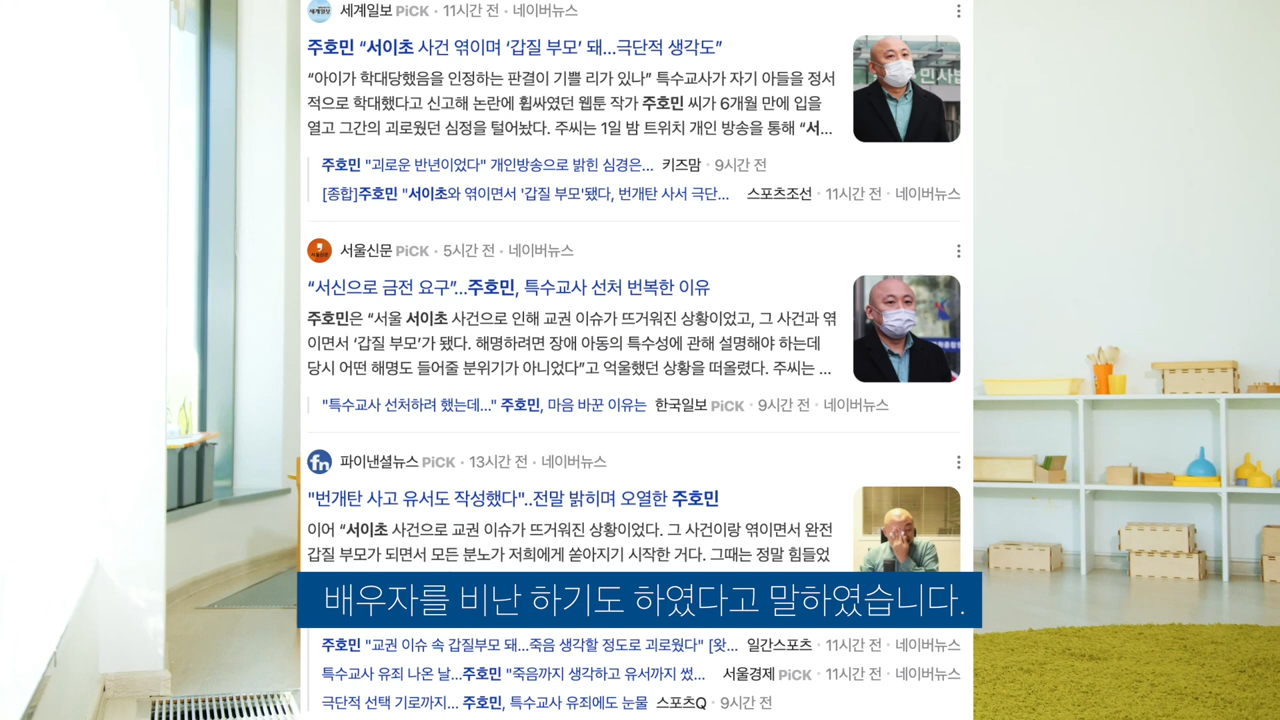 세계일보 PiCK · 11시간 전 · 네이버뉴스
주호민 “서이초 사건 엮이며 ‘갑질 부모’ 돼...극단적 생각도”
“아이가 학대당했음을 인정하는 판결이 기쁠 리가 있나” 특수교사가 자기 아들을 정서
적으로 학대했다고 신고해 논란에 휩싸였던 웹툰 작가 주호민 씨가 6개월 만에 입을
열고 그간의 괴로웠던 심정을 털어놨다. 주씨는 1일 밤 트위치 개인 방송을 통해 “서...
주호민 "괴로운 반년이었다" 개인방송으로 밝힌 심경은... 키즈맘 · 9시간 전
[종합]주호민 "서이초와 엮이면서 '갑질 부모'됐다, 번개탄 사서 극단... 스포츠조선 · 11시간 전 · 네이버뉴스
서울신문 PiCK · 5시간 전 · 네이버뉴스
“서신으로 금전 요구”...주호민, 특수교사 선처 번복한 이유
주호민은 “서울 서이초 사건으로 인해 교권 이슈가 뜨거워진 상황이었고, 그 사건과 엮
이면서 ‘갑질 부모’가 됐다. 해명하려면 장애 아동의 특수성에 관해 설명해야 하는데
당시 어떤 해명도 들어줄 분위기가 아니었다”고 억울했던 상황을 떠올렸다. 주씨는 ...
"특수교사 선처하려 했는데..." 주호민, 마음 바꾼 이유는 한국일보 PiCK · 9시간 전 · 네이버뉴스
fn 파이낸셜뉴스 PiCK · 13시간 전 · 네이버뉴스
"번개탄 사고 유서도 작성했다"..전말 밝히며 오열한 주호민
이어 “서이초 사건으로 교권 이슈가 뜨거워진 상황이었다. 그 사건이랑 엮이면서 완전
갑질 부모가 되면서 모든 분노가 저희에게 쏟아지기 시작한 거다. 그때는 정말 힘들었
배우자를 비난 하기도 하였다고 말하였습니다.
주호민 "교권 이슈 속 갑질부모 돼...죽음 생각할 정도로 괴로웠다" [왓... 일간스포츠 · 11시간 전 · 네이버뉴스
특수교사 유죄 나온 날...주호민 "죽음까지 생각하고 유서까지 썼... 서울경제 PiCK · 11시간 전 · 네이버뉴스
극단적 선택 기로까지... 주호민, 특수교사 유죄에도 눈물 스포츠Q · 9시간 전